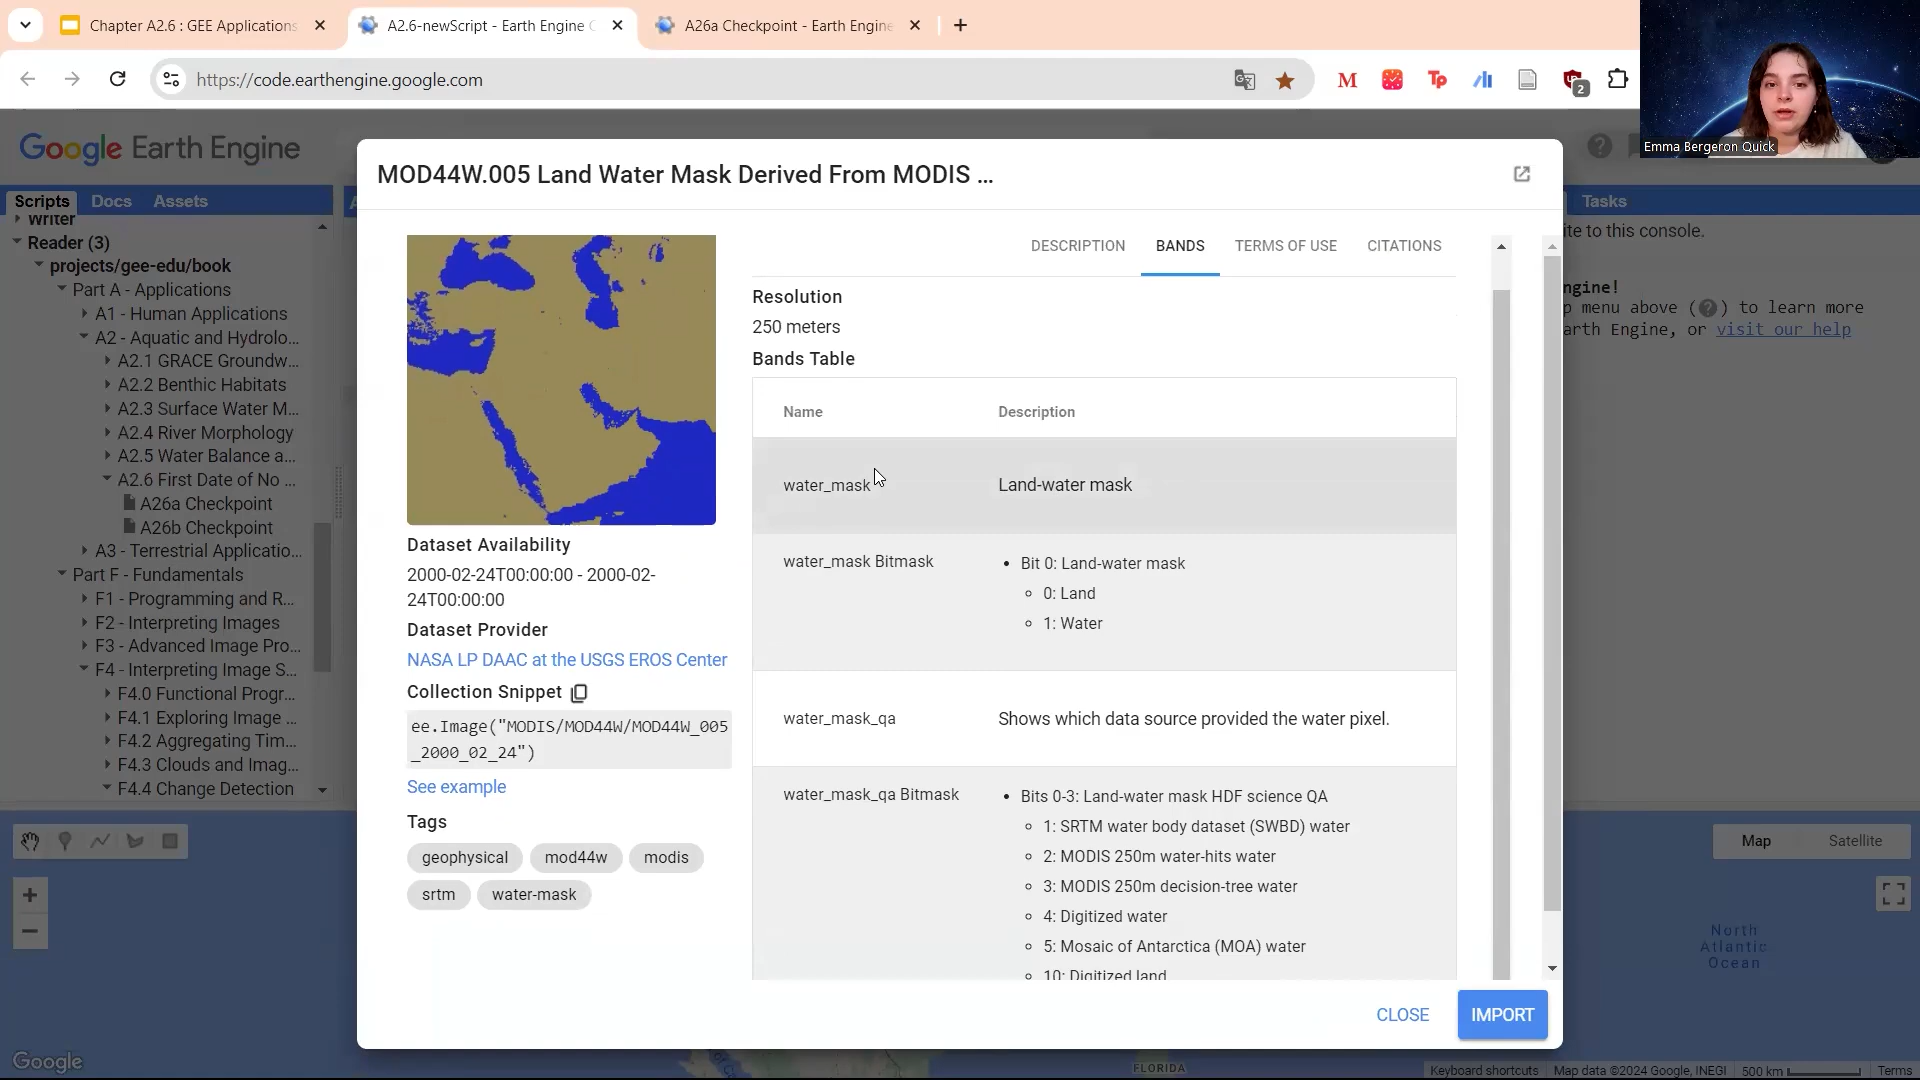 Chapter A2.6 : GEE Applications
A2.6-newScript - Earth Engine C
A26a Checkpoint - Earth Engine
https://code.earthengine.google.com
M
Tp
2
Emma Bergeron Quick
Google Earth Engine
Scripts Docs Assets
Tasks
Writer
Reader (3)
projects/gee-edu/book
Part A - Applications
A1 - Human Applications
A2 - Aquatic and Hydrolo...
A2.1 GRACE Groundw...
A2.2 Benthic Habitats
A2.3 Surface Water M...
A2.4 River Morphology
A2.5 Water Balance a...
A2.6 First Date of No ...
A26a Checkpoint
A26b Checkpoint
A3 - Terrestrial Applicatio...
Part F - Fundamentals
F1 - Programming and R...
F2 - Interpreting Images
F3 - Advanced Image Pro...
F4 - Interpreting Image S...
F4.0 Functional Progr...
F4.1 Exploring Image ...
F4.2 Aggregating Tim...
F4.3 Clouds and Imag...
F4.4 Change Detection
MOD44W.005 Land Water Mask Derived From MODIS ...
DESCRIPTION BANDS TERMS OF USE CITATIONS
Dataset Availability
2000-02-24T00:00:00 - 2000-02-
24T00:00:00
Dataset Provider
NASA LP DAAC at the USGS EROS Center
Collection Snippet
ee.Image("MODIS/MOD44W/MOD44W_005
_2000_02_24")
See example
Tags
geophysical mod44w modis
srtm water-mask
Resolution
250 meters
Bands Table
Name Description
water_mask Land-water mask
water_mask Bitmask • Bit 0: Land-water mask
0: Land
1: Water
water_mask_qa Shows which data source provided the water pixel.
water_mask_qa Bitmask • Bits 0-3: Land-water mask HDF science QA
1: SRTM water body dataset (SWBD) water
2: MODIS 250m water-hits water
3: MODIS 250m decision-tree water
4: Digitized water
5: Mosaic of Antarctica (MOA) water
10: Digitized land
CLOSE IMPORT
ite to this console.
ngine!
p menu above (?) to learn more
arth Engine, or visit our help
Map Satellite
North
Atlantic
Ocean
FLORIDA
Google
Keyboard shortcuts Map data ©2024 Google, INEGI 500 km Terms